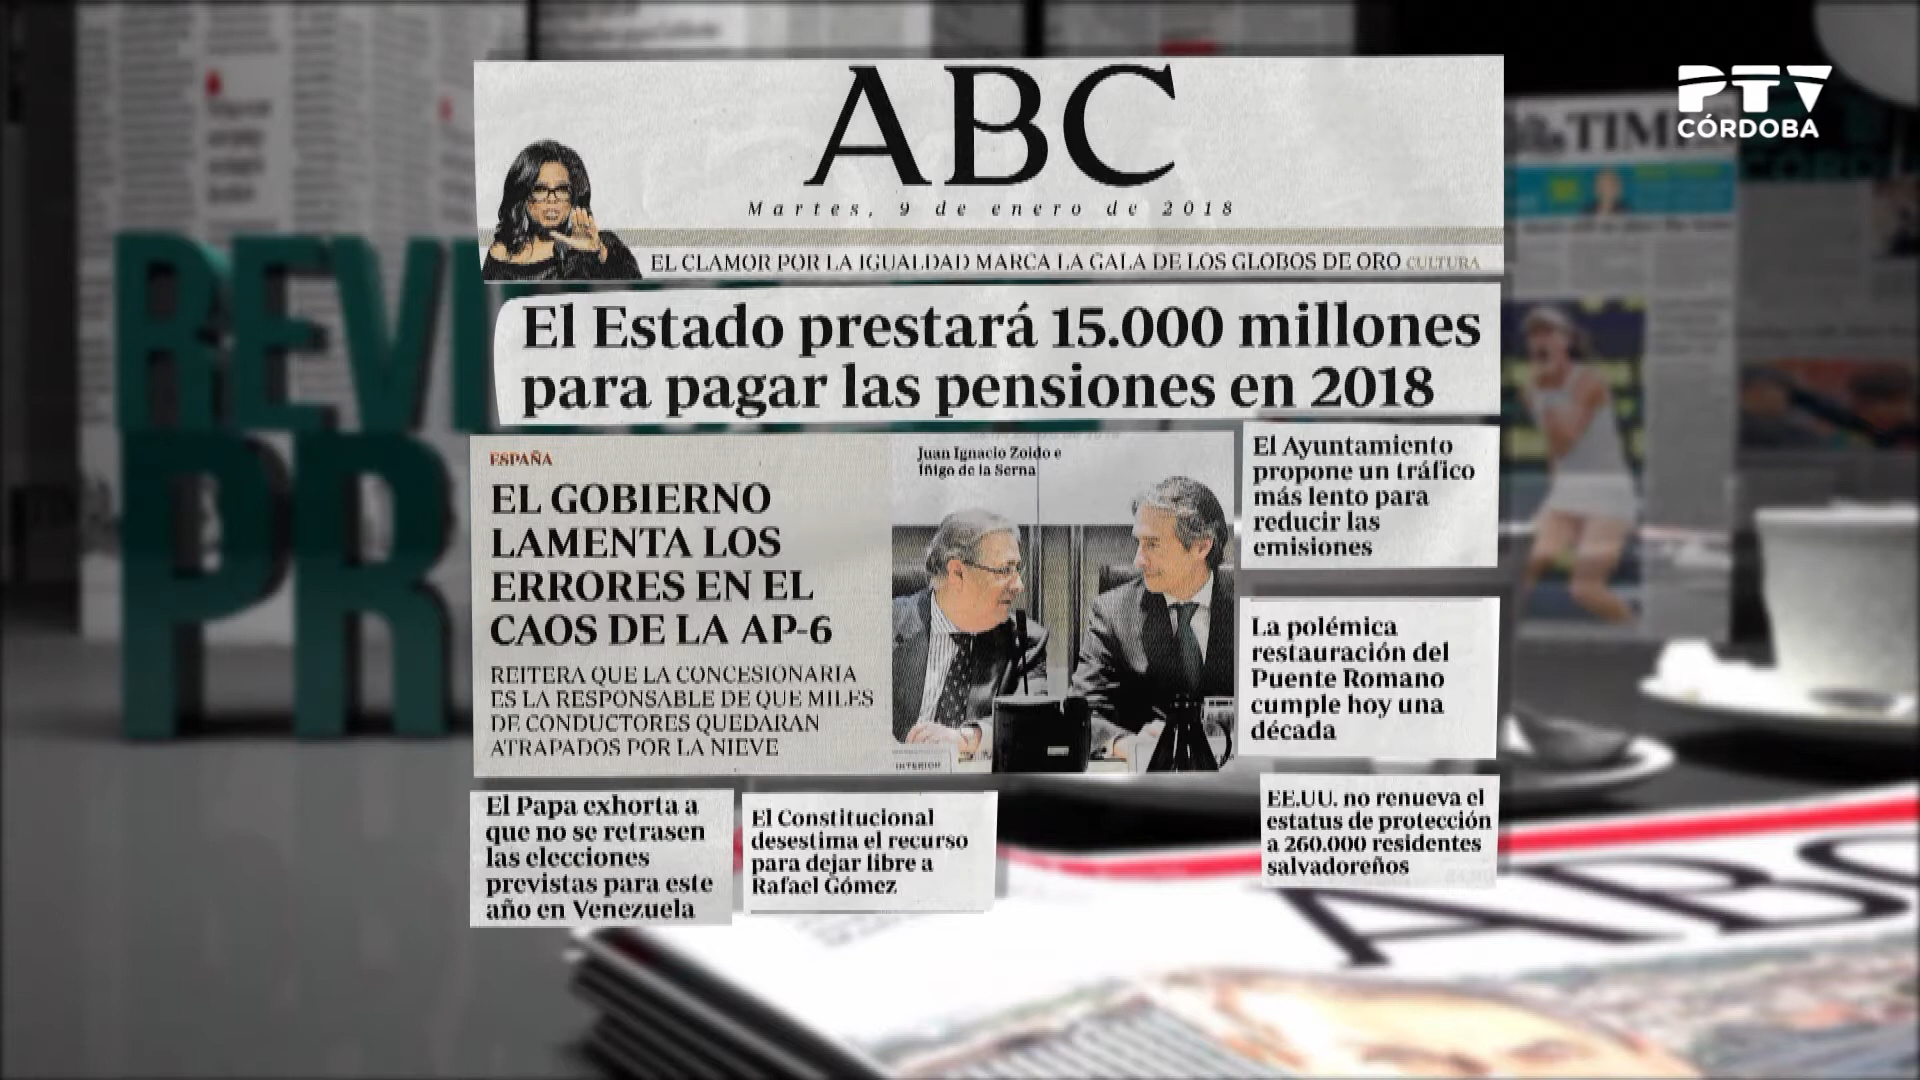 ABC
Martes, 9 de enero de 2018
EL CLAMOR POR LA IGUALDAD MARCA LA GALA DE LOS GLOBOS DE ORO CULTURA
El Estado prestará 15.000 millones
para pagar las pensiones en 2018
ESPAÑA
EL GOBIERNO
LAMENTA LOS
ERRORES EN EL
CAOS DE LA AP-6
REITERA QUE LA CONCESIONARIA
ES LA RESPONSABLE DE QUE MILES
DE CONDUCTORES QUEDARAN
ATRAPADOS POR LA NIEVE
Juan Ignacio Zoido e
Íñigo de la Serna
INTERIOR
El Ayuntamiento
propone un tráfico
más lento para
reducir las
emisiones
La polémica
restauración del
Puente Romano
cumple hoy una
década
El Papa exhorta a
que no se retrasen
las elecciones
previstas para este
año en Venezuela
El Constitucional
desestima el recurso
para dejar libre a
Rafael Gómez
EE.UU. no renueva el
estatus de protección
a 260.000 residentes
salvadoreños
PTV
CÓRDOBA
REVI
PR
TIM
ABC